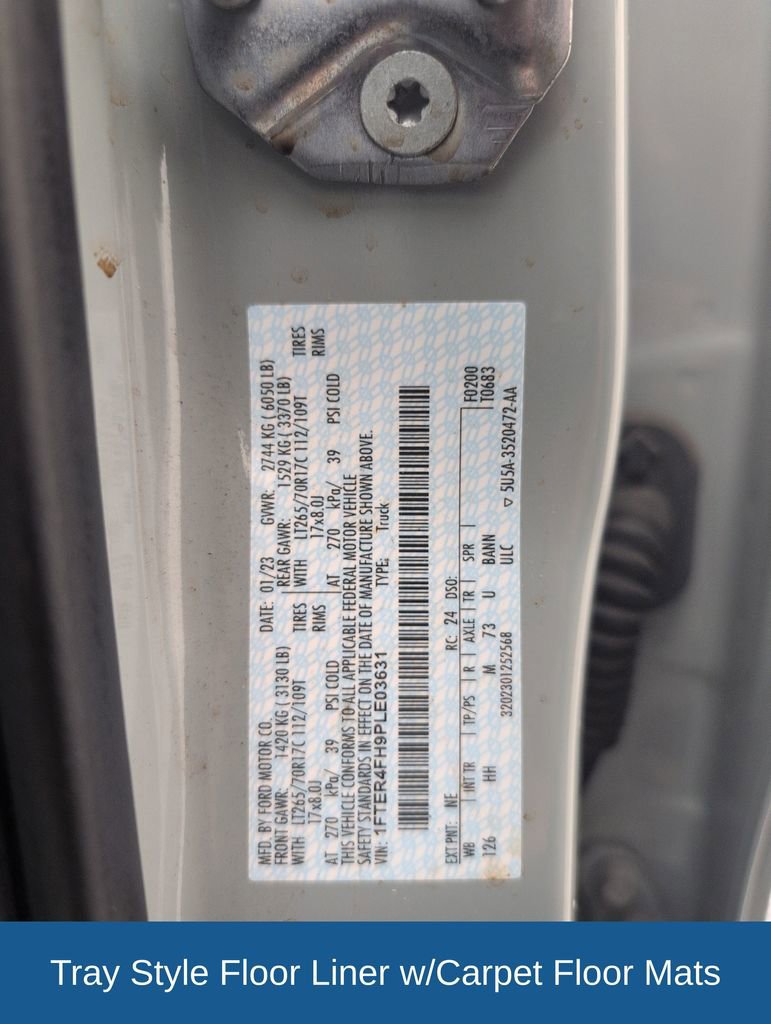 MFD. BY FORD MOTOR CO.
DATE: 01/23 GVWR: 2744 KG ( 6050 LB)
FRONT GAWR: 1420 KG ( 3130 LB)
REAR GAWR: 1529 KG ( 3370 LB)
WITH LT265/70R17C 112/109T TIRES
WITH LT265/70R17C 112/109T TIRES
17x8.0J RIMS
17x8.0J RIMS
AT 270 kPa/ 39 PSI COLD
AT 270 kPa/ 39 PSI COLD
THIS VEHICLE CONFORMS TO ALL APPLICABLE FEDERAL MOTOR VEHICLE
SAFETY STANDARDS IN EFFECT ON THE DATE OF MANUFACTURE SHOWN ABOVE.
VIN: 1FTER4FH9PLE03631 TYPE: Truck
EXT PNT: NE RC: 24 DSO: F0200
WB INT TR TP/PS R AXLE TR SPR T0683
126 HH M 73 U BANN
3202301252568 ULC ▽ 5U5A-3520472-AA
Tray Style Floor Liner w/Carpet Floor Mats